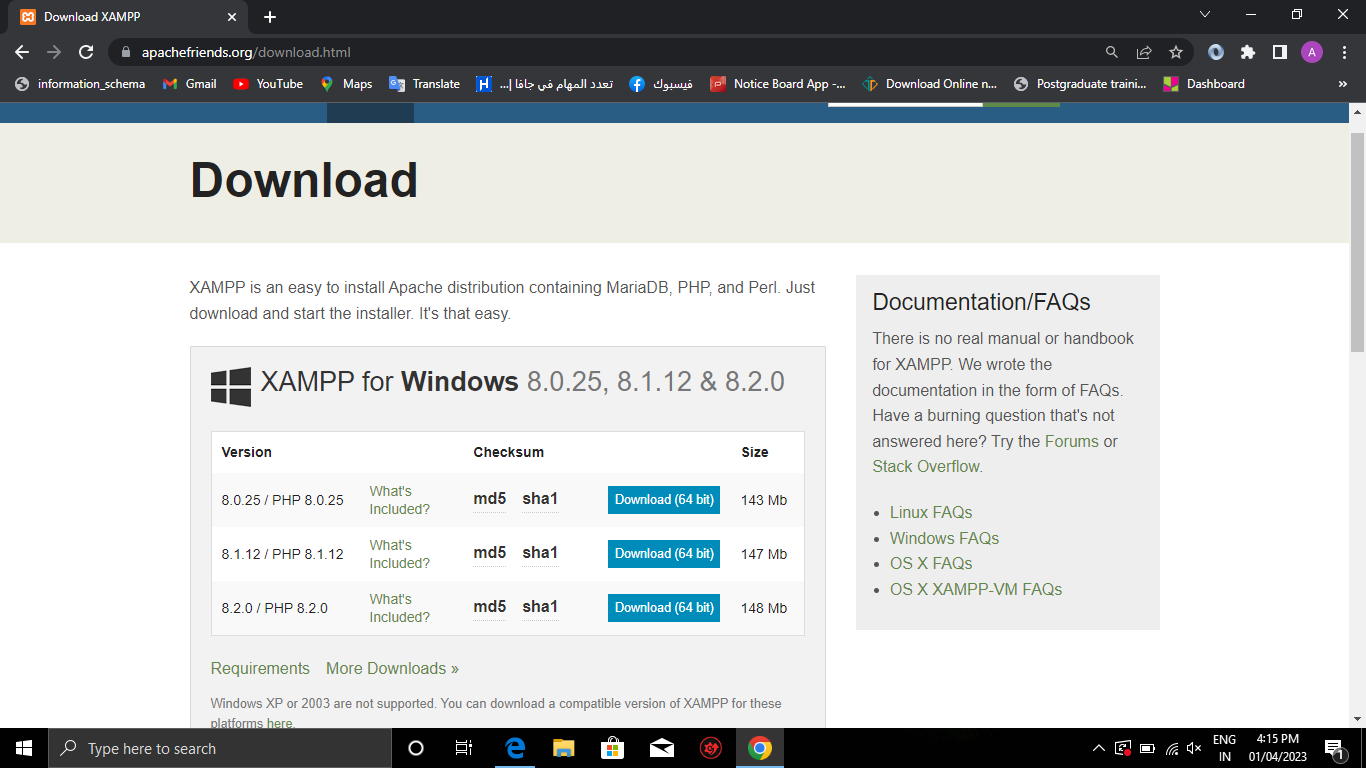 Download XAMPP
apachefriends.org/download.html
information_schema
Gmail
YouTube
Maps
Translate
تعدد المهام في جافا إ...
فيسبوك
Notice Board App -...
Download Online n...
Postgraduate traini...
Dashboard
»
A
Download
XAMPP is an easy to install Apache distribution containing MariaDB, PHP, and Perl. Just
download and start the installer. It's that easy.
XAMPP for Windows 8.0.25, 8.1.12 & 8.2.0
Version Checksum Size
8.0.25 / PHP 8.0.25 What's Included? md5 sha1 Download (64 bit) 143 Mb
8.1.12 / PHP 8.1.12 What's Included? md5 sha1 Download (64 bit) 147 Mb
8.2.0 / PHP 8.2.0 What's Included? md5 sha1 Download (64 bit) 148 Mb
Requirements More Downloads »
Windows XP or 2003 are not supported. You can download a compatible version of XAMPP for these
platforms here.
Documentation/FAQs
There is no real manual or handbook
for XAMPP. We wrote the
documentation in the form of FAQs.
Have a burning question that's not
answered here? Try the Forums or
Stack Overflow.
• Linux FAQs
• Windows FAQs
• OS X FAQs
• OS X XAMPP-VM FAQs
Type here to search
ENG
IN
4:15 PM
01/04/2023
1